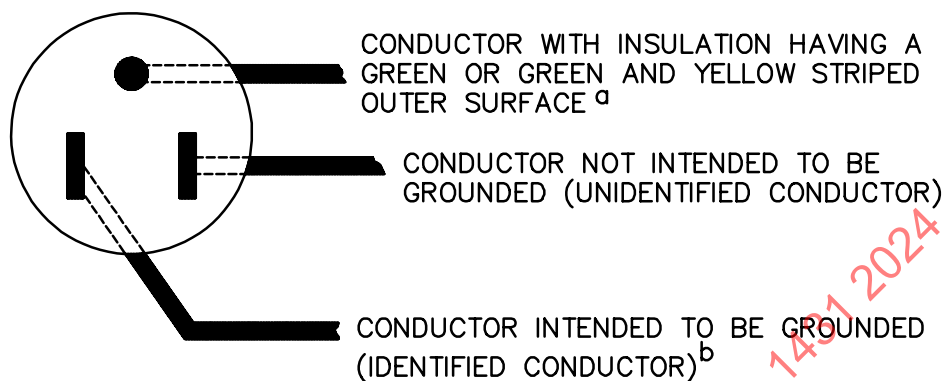 CONDUCTOR WITH INSULATION HAVING A
GREEN OR GREEN AND YELLOW STRIPED
OUTER SURFACE a
CONDUCTOR NOT INTENDED TO BE
GROUNDED (UNIDENTIFIED CONDUCTOR)
CONDUCTOR INTENDED TO BE GROUNDED
(IDENTIFIED CONDUCTOR) b
1431 2024